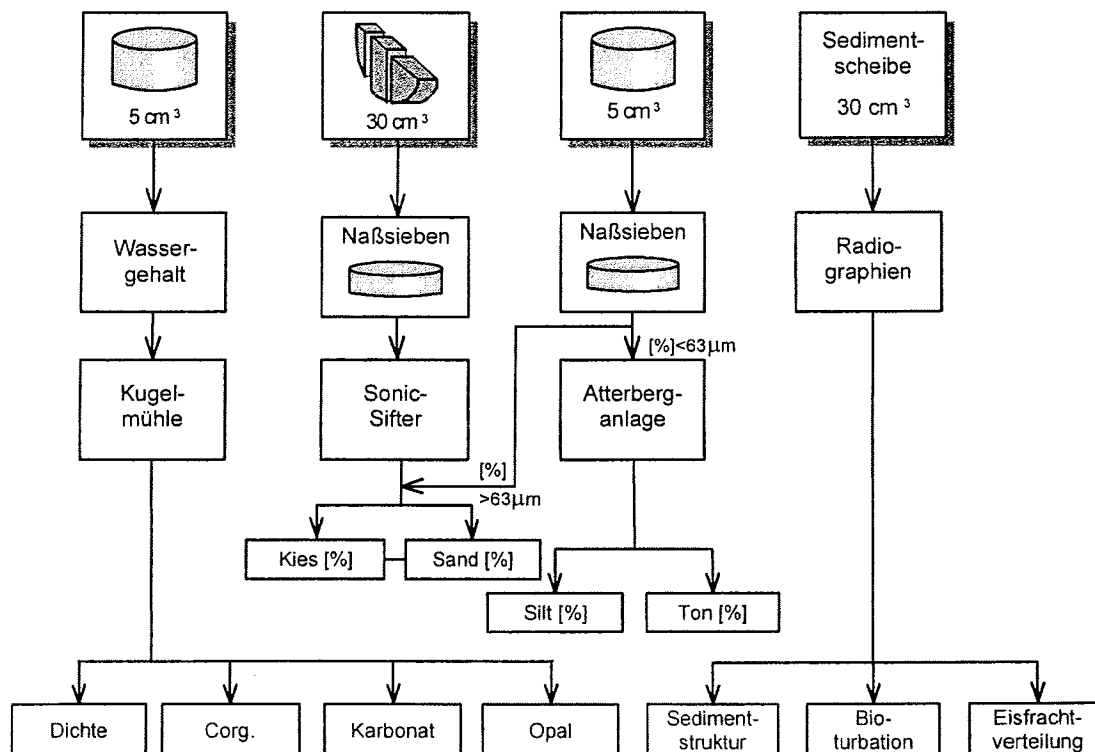 5 cm³
30 cm³
5 cm³
Sediment-
scheibe
30 cm³
Wasser-
gehalt
Naßsieben
Naßsieben
Radio-
graphien
[%]<63µm
Kugel-
mühle
Sonic-
Sifter
Atterberg-
anlage
[%]
>63µm
Kies [%]
Sand [%]
Silt [%]
Ton [%]
Dichte
Corg.
Karbonat
Opal
Sediment-
struktur
Bio-
turbation
Eisfracht-
verteilung